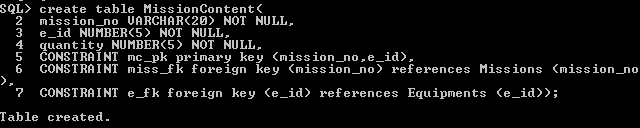 SQL> create table MissionContent(
2 mission_no VARCHAR(20) NOT NULL,
3 e_id NUMBER(5) NOT NULL,
4 quantity NUMBER(5) NOT NULL,
5 CONSTRAINT mc_pk primary key (mission_no,e_id),
6 CONSTRAINT miss_fk foreign key (mission_no) references Missions (mission_no
),
7 CONSTRAINT e_fk foreign key (e_id) references Equipments (e_id));
Table created.